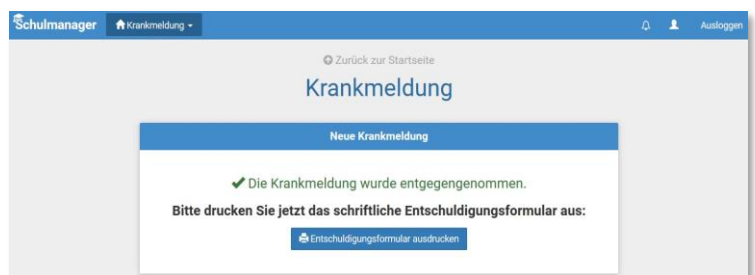 Schulmanager Krankmeldung Ausloggen
Zurück zur Startseite
Krankmeldung
Neue Krankmeldung
Die Krankmeldung wurde entgegengenommen.
Bitte drucken Sie jetzt das schriftliche Entschuldigungsformular aus:
Entschuldigungsformular ausdrucken